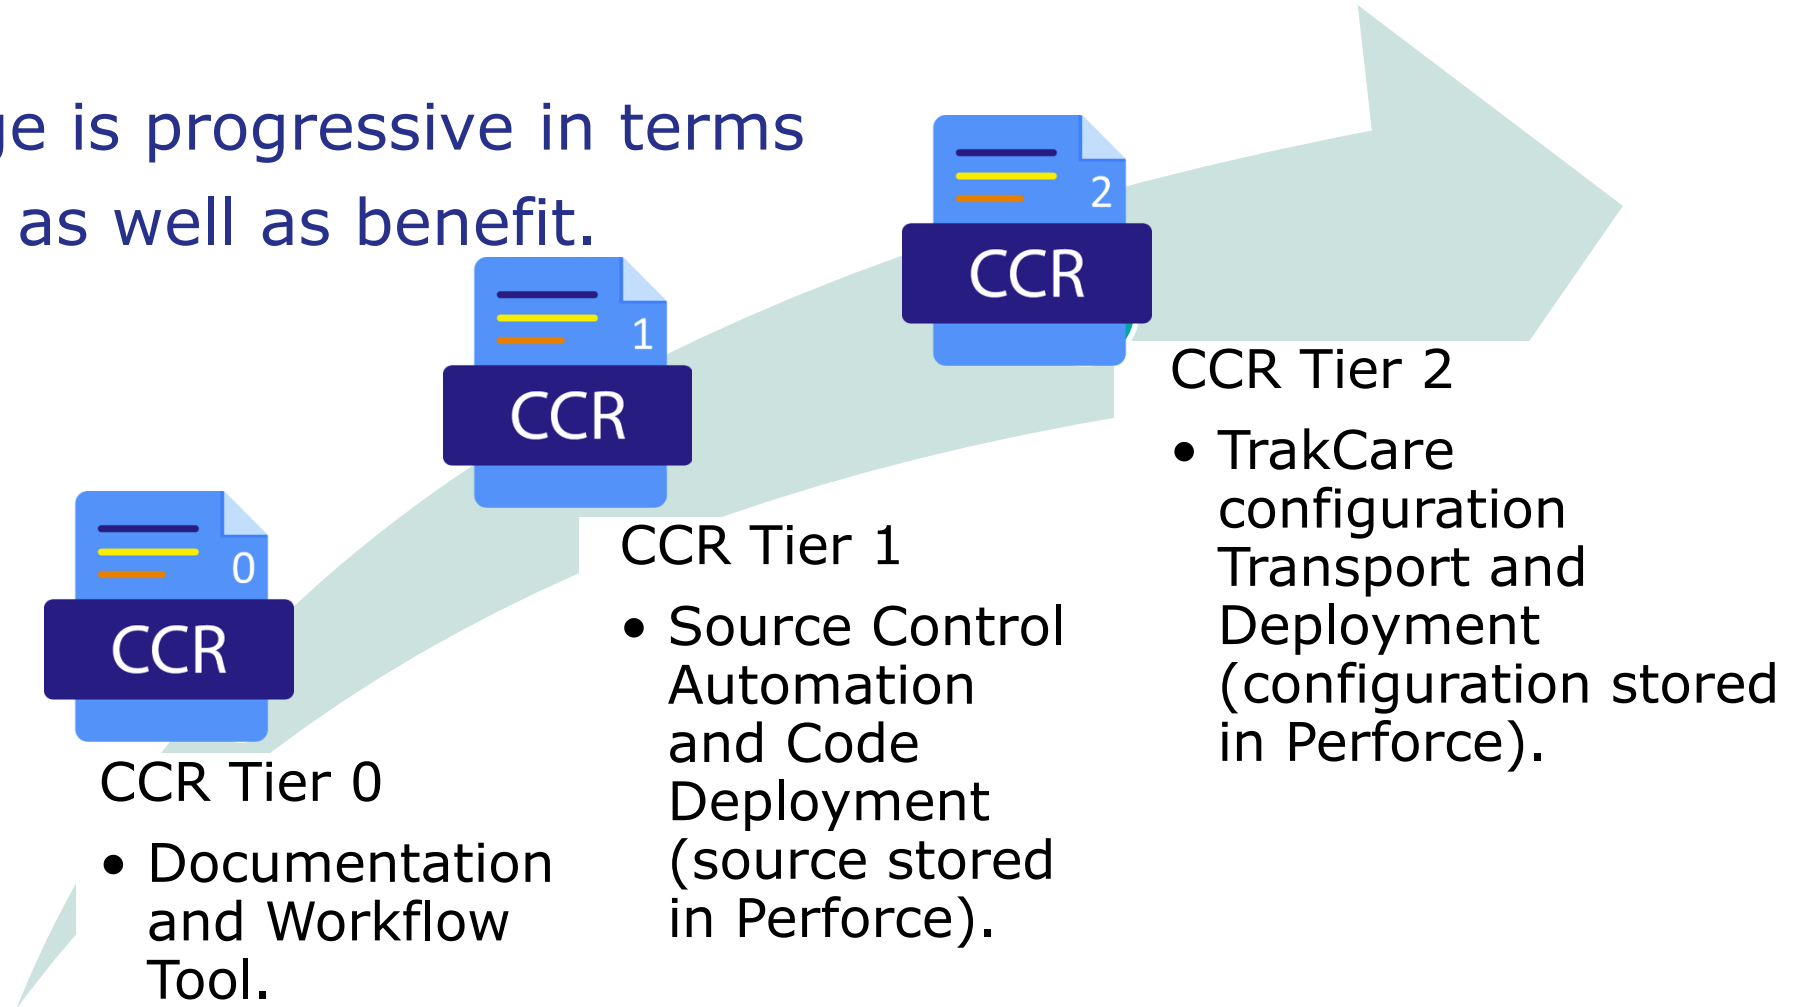 is progressive in terms
as well as benefit.
2
CCR
1
CCR
0
CCR
CCR Tier 0
• Documentation
and Workflow
Tool.
CCR Tier 1
• Source Control
Automation
and Code
Deployment
(source stored
in Perforce).
CCR Tier 2
• TrakCare
configuration
Transport and
Deployment
(configuration stored
in Perforce).